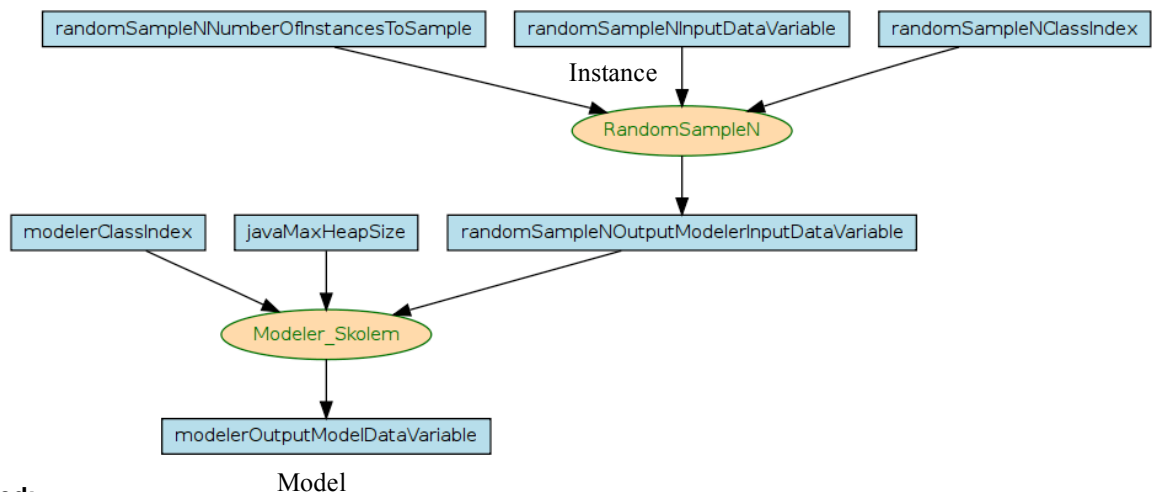 randomSampleNNumberOfInstancesToSample
randomSampleNInputDataVariable
randomSampleNClassIndex
Instance
RandomSampleN
modelerClassIndex
javaMaxHeapSize
randomSampleNOutputModelerInputDataVariable
Modeler_Skolem
modelerOutputModelDataVariable
Model